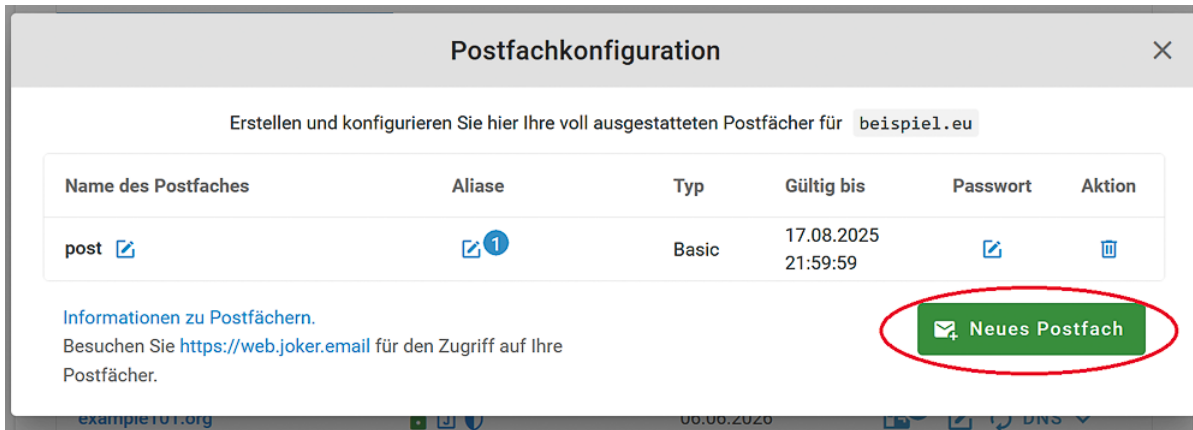 Postfachkonfiguration
Erstellen und konfigurieren Sie hier Ihre voll ausgestatteten Postfächer für beispiel.eu
Name des Postfaches Aliase Typ Gültig bis Passwort Aktion
post 1 Basic 17.08.2025
21:59:59
Informationen zu Postfächern.
Besuchen Sie https://web.joker.email für den Zugriff auf Ihre
Postfächer.
Neues Postfach
example101.org 06.06.2026 DNS